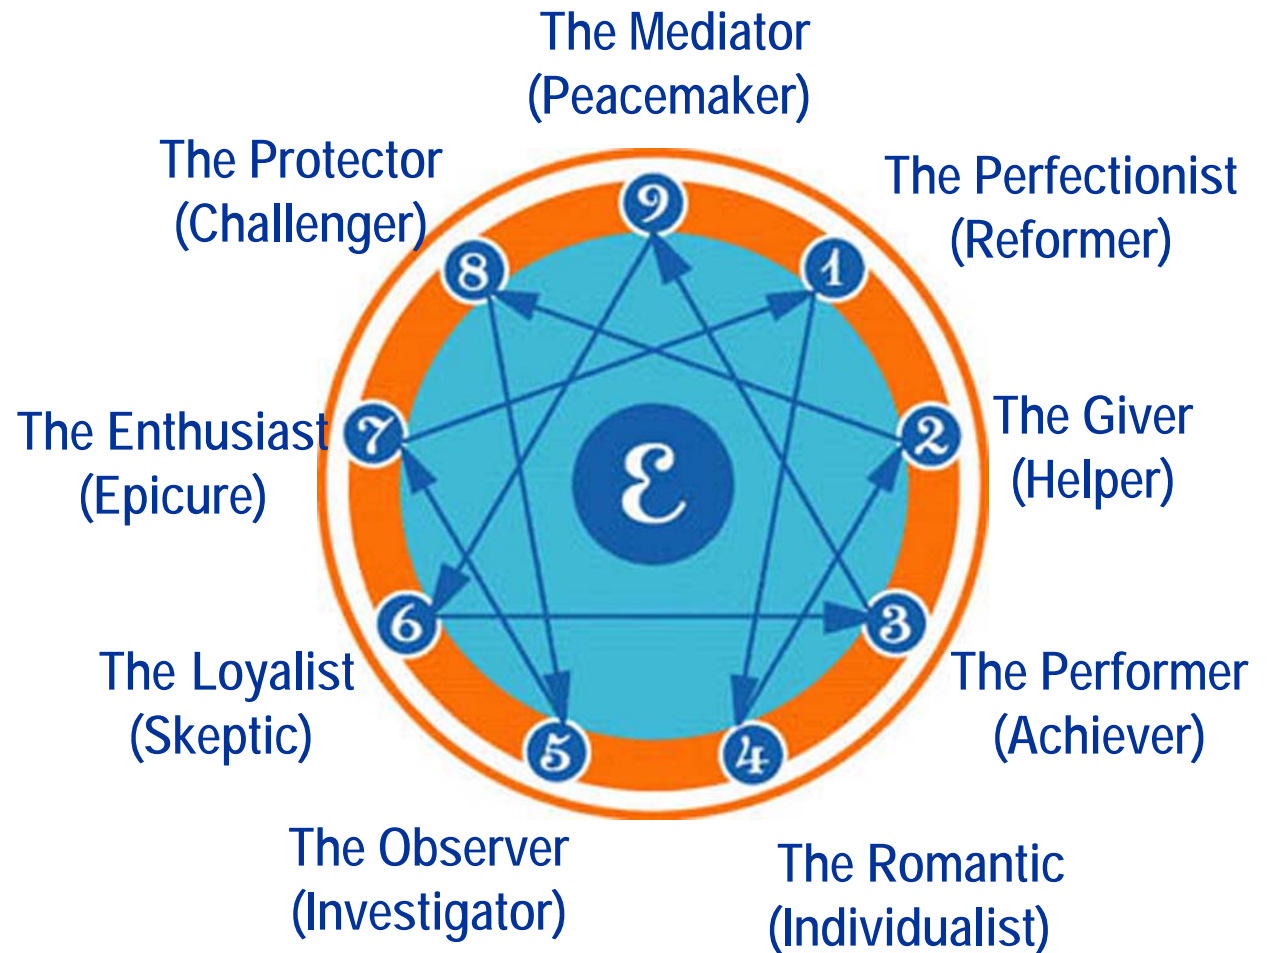 The Mediator
(Peacemaker)
The Protector
(Challenger)
The Perfectionist
(Reformer)
9
8
1
The Enthusiast
(Epicure)
7
2
The Giver
(Helper)
ε
6
3
The Loyalist
(Skeptic)
The Performer
(Achiever)
5
4
The Observer
(Investigator)
The Romantic
(Individualist)